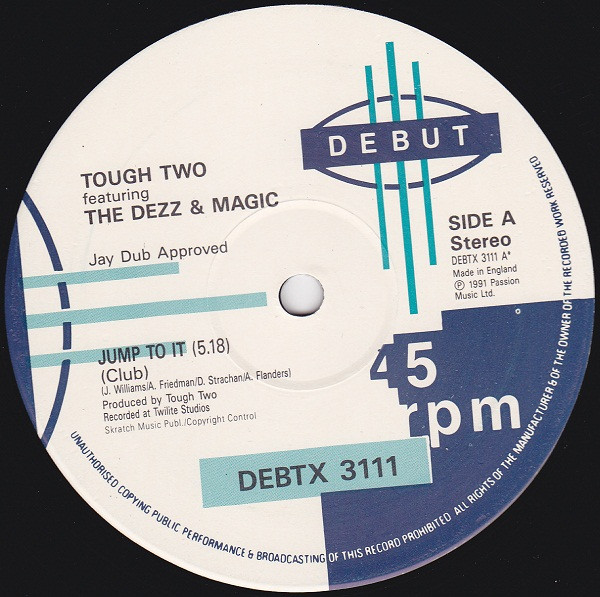 DEBUT
TOUGH TWO
featuring
THE DEZZ & MAGIC
Jay Dub Approved
SIDE A
Stereo
DEBTX 3111 A*
Made in England
℗ 1991 Passion
Music Ltd.
JUMP TO IT (5.18)
(Club)
(J. Williams/A. Friedman/D. Strachan/A. Flanders)
Produced by Tough Two
Recorded at Twilite Studios
Skratch Music Publ./Copyright Control
45
rpm
DEBTX 3111
UNAUTHORISED COPYING PUBLIC PERFORMANCE & BROADCASTING OF THIS RECORD PROHIBITED ALL RIGHTS OF THE MANUFACTURER & OF THE OWNER OF THE RECORDED WORK RESERVED